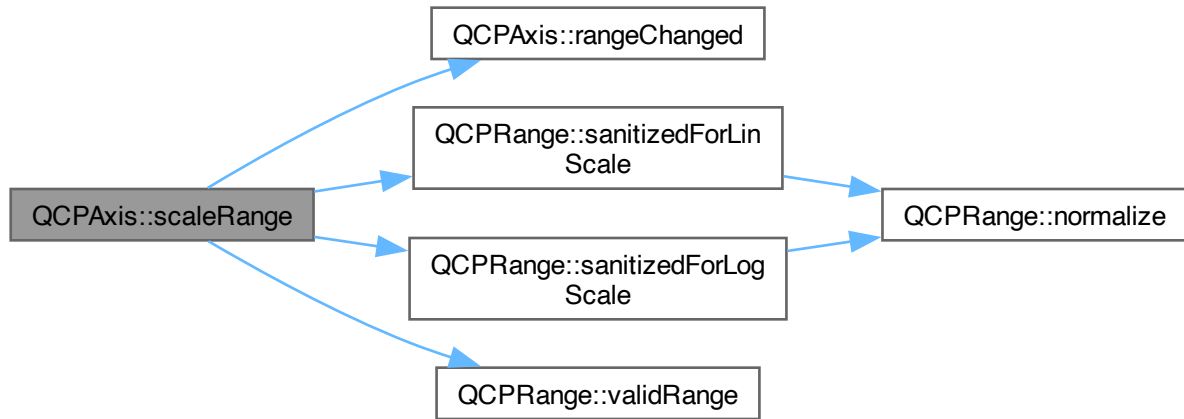 QCPAxis::rangeChanged
QCPRange::sanitizedForLin
Scale
QCPAxis::scaleRange
QCPRange::normalize
QCPRange::sanitizedForLog
Scale
QCPRange::validRange